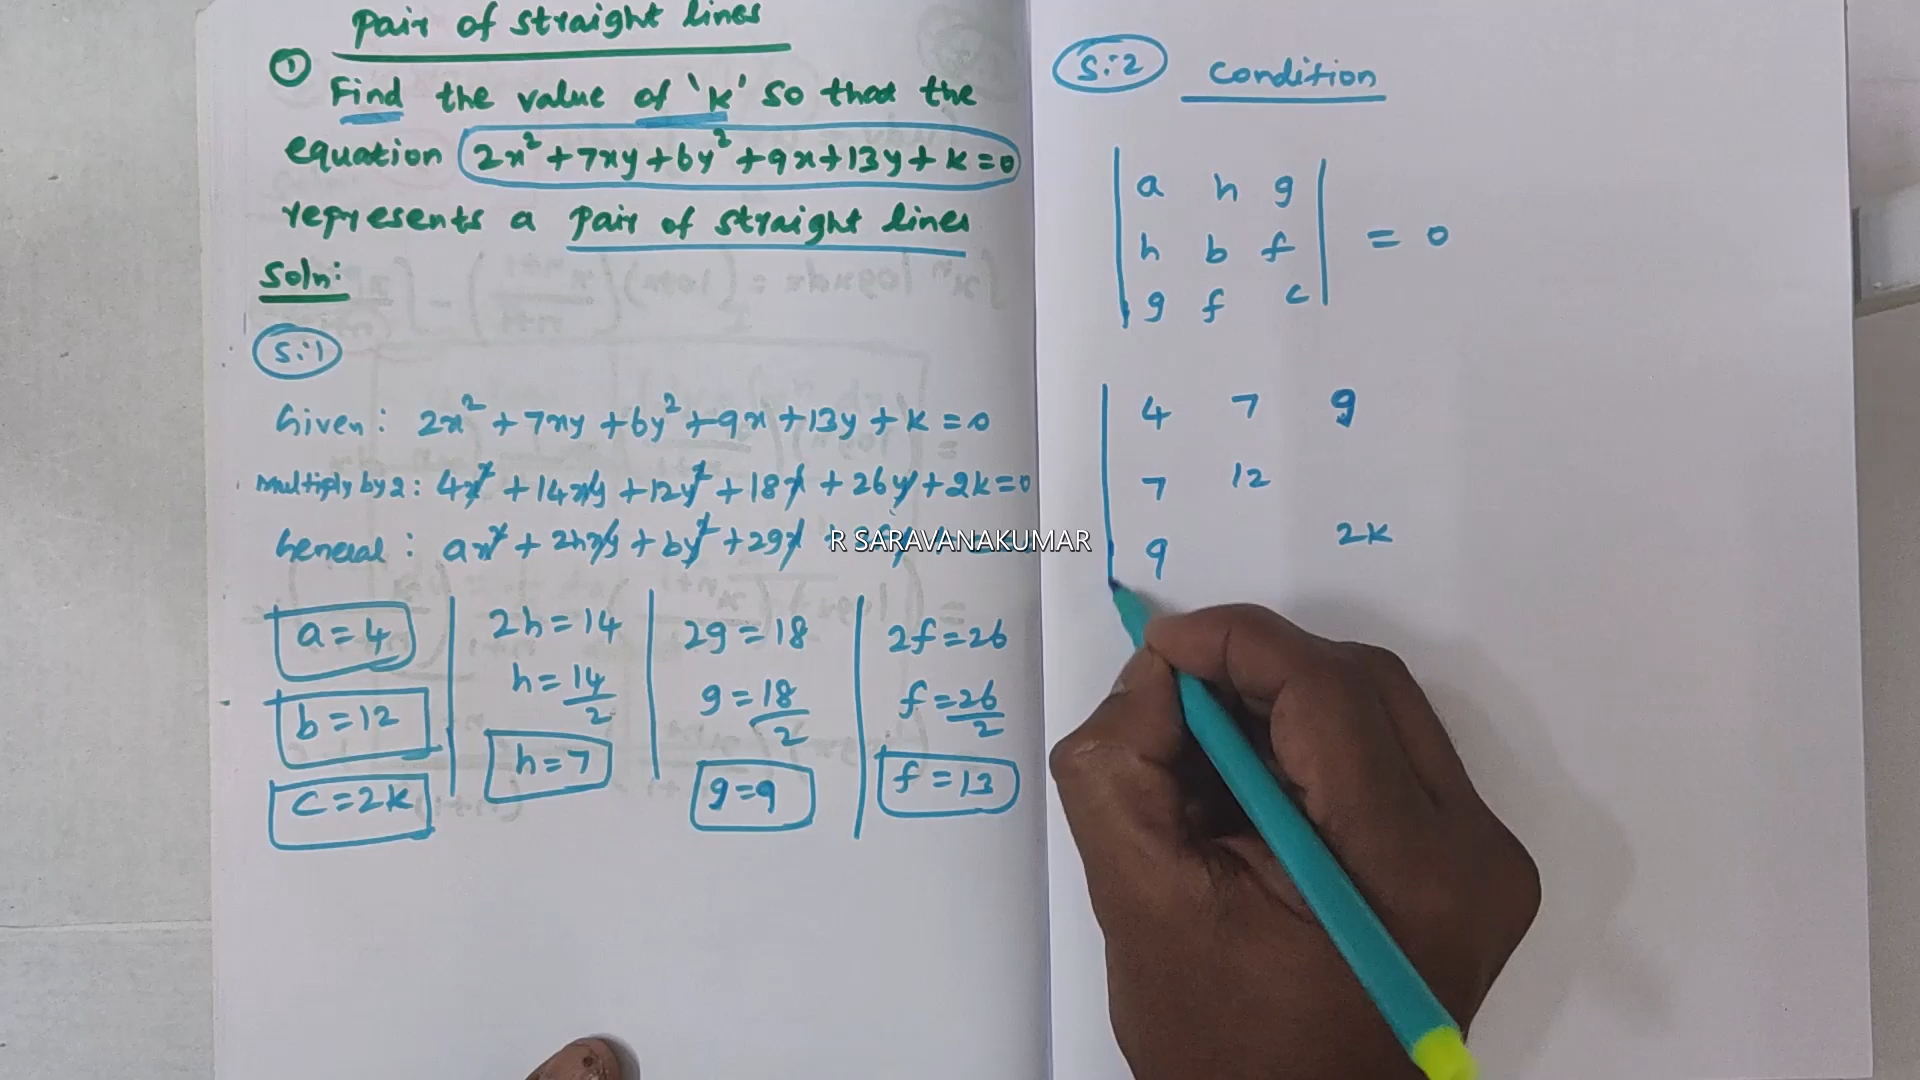 Pair of straight lines
① Find the value of 'k' so that the
equation 2x² + 7xy + 6y² + 9x + 13y + k = 0
represents a pair of straight lines
Soln:
S:1
Given: 2x² + 7xy + 6y² + 9x + 13y + k = 0
Multiply by 2: 4x² + 14xy + 12y² + 18x + 26y + 2k = 0
General: ax² + 2hxy + by² + 2gx
R SARAVANAKUMAR
a = 4
b = 12
c = 2k
2h = 14
h = 14/2
h = 7
2g = 18
g = 18/2
g = 9
2f = 26
f = 26/2
f = 13
S:2 Condition
| a h g |
| h b f | = 0
| g f c |
| 4 7 9
| 7 12
| 9 2k